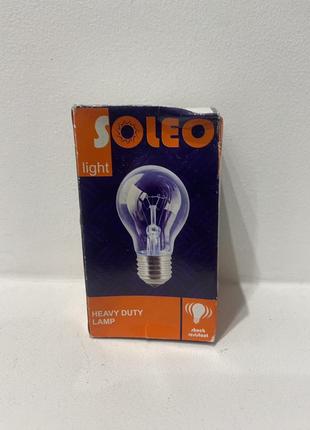 SOLEO
light
HEAVY DUTY
LAMP
shock
resistant